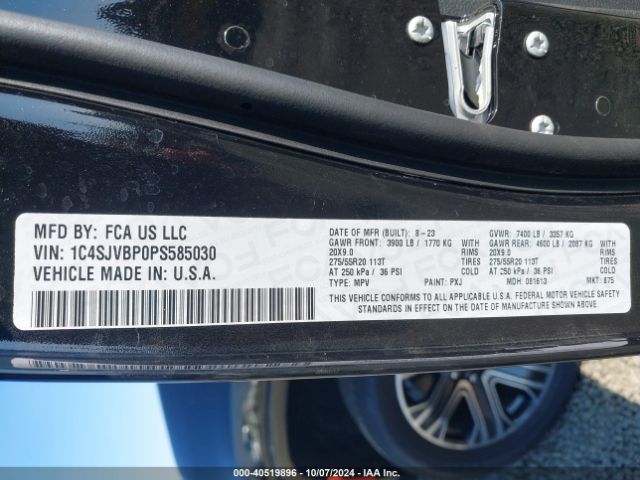 MFD BY: FCA US LLC
VIN: 1C4SJVBP0PS585030
VEHICLE MADE IN: U.S.A.
DATE OF MFR (BUILT): 8-23 GVWR: 7400 LB / 3357 KG
GAWR FRONT: 3900 LB / 1770 KG WITH GAWR REAR: 4600 LB / 2087 KG WITH
20X9.0 RIMS 20X9.0 RIMS
275/55R20 113T TIRES 275/55R20 113T TIRES
AT 250 kPa / 36 PSI COLD AT 250 kPa / 36 PSI COLD
TYPE: MPV PAINT: PXJ MDH: 081613 MKT: 875
THIS VEHICLE CONFORMS TO ALL APPLICABLE U.S.A. FEDERAL MOTOR VEHICLE SAFETY
STANDARDS IN EFFECT ON THE DATE OF MANUFACTURE SHOWN ABOVE.
000-40519896 - 10/07/2024 - IAA Inc.